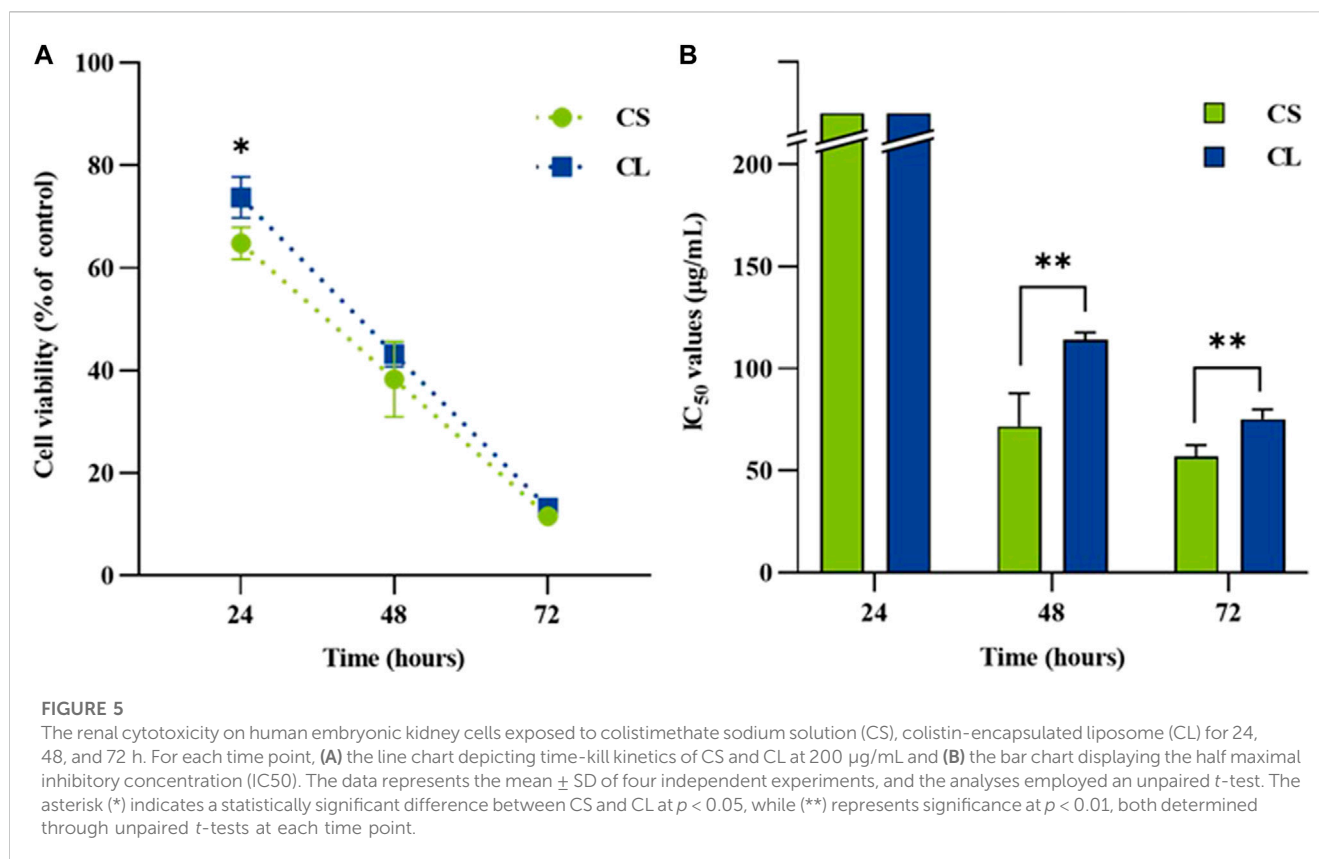 A
100
80
60
40
20
0
Cell viability (% of control)
*
CS
CL
24
48
72
Time (hours)
B
200
150
100
50
0
IC50 values (µg/mL)
**
**
CS
CL
24
48
72
Time (hours)
FIGURE 5
The renal cytotoxicity on human embryonic kidney cells exposed to colistimethate sodium solution (CS), colistin-encapsulated liposome (CL) for 24,
48, and 72 h. For each time point, (A) the line chart depicting time-kill kinetics of CS and CL at 200 µg/mL and (B) the bar chart displaying the half maximal
inhibitory concentration (IC50). The data represents the mean ± SD of four independent experiments, and the analyses employed an unpaired t-test. The
asterisk (*) indicates a statistically significant difference between CS and CL at p < 0.05, while (**) represents significance at p < 0.01, both determined
through unpaired t-tests at each time point.